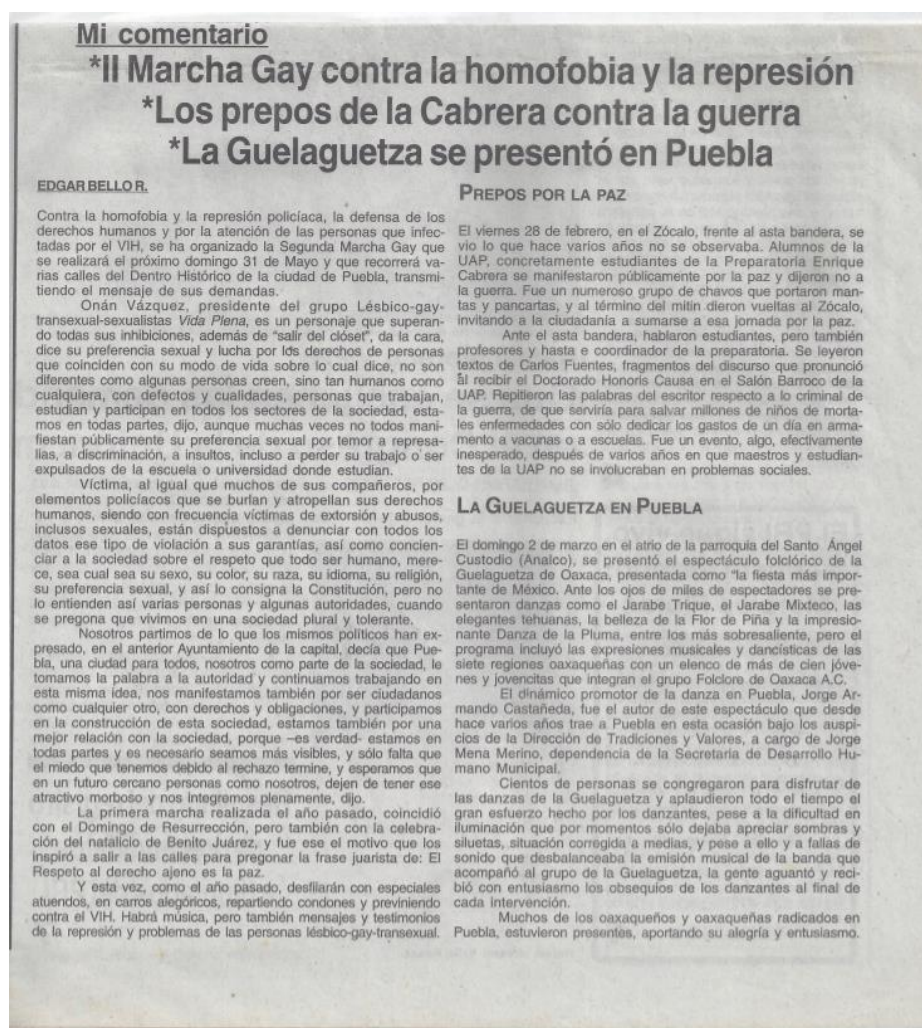 Mi comentario
*II Marcha Gay contra la homofobia y la represión
*Los prepos de la Cabrera contra la guerra
*La Guelaguetza se presentó en Puebla
EDGAR BELLO R.
Contra la homofobia y la represión policíaca, la defensa de los
derechos humanos y por la atención de las personas que infec-
tadas por el VIH, se ha organizado la Segunda Marcha Gay que
se realizará el próximo domingo 31 de Mayo y que recorrerá va-
rias calles del Dentro Histórico de la ciudad de Puebla, transmi-
tiendo el mensaje de sus demandas.
Onán Vázquez, presidente del grupo Lésbico-gay-
transexual-sexualistas Vida Plena, es un personaje que superan-
do todas sus inhibiciones, además de “salir del clóset”, da la cara,
dice su preferencia sexual y lucha por los derechos de personas
que coinciden con su modo de vida sobre lo cual dice, no son
diferentes como algunas personas creen, sino tan humanos como
cualquiera, con defectos y cualidades, personas que trabajan,
estudian y participan en todos los sectores de la sociedad, esta-
mos en todas partes, dijo, aunque muchas veces no todos mani-
fiestan públicamente su preferencia sexual por temor a represa-
lias, a discriminación, a insultos, incluso a perder su trabajo o ser
expulsados de la escuela o universidad donde estudian.
Víctima, al igual que muchos de sus compañeros, por
elementos policíacos que se burlan y atropellan sus derechos
humanos, siendo con frecuencia víctimas de extorsión y abusos,
inclusos sexuales, están dispuestos a denunciar con todos los
datos ese tipo de violación a sus garantías, así como concien-
ciar a la sociedad sobre el respeto que todo ser humano, mere-
ce, sea cual sea su sexo, su color, su raza, su idioma, su religión,
su preferencia sexual, y así lo consigna la Constitución, pero no
lo entienden así varias personas y algunas autoridades, cuando
se pregona que vivimos en una sociedad plural y tolerante.
Nosotros partimos de lo que los mismos políticos han ex-
presado, en el anterior Ayuntamiento de la capital, decía que Pue-
bla, una ciudad para todos, nosotros como parte de la sociedad, le
tomamos la palabra a la autoridad y continuamos trabajando en
esta misma idea, nos manifestamos también por ser ciudadanos
como cualquier otro, con derechos y obligaciones, y participamos
en la construcción de esta sociedad, estamos también por una
mejor relación con la sociedad, porque –es verdad- estamos en
todas partes y es necesario seamos más visibles, y sólo falta que
el miedo que tenemos debido al rechazo termine, y esperamos que
en un futuro cercano personas como nosotros, dejen de tener ese
atractivo morboso y nos integremos plenamente, dijo.
La primera marcha realizada el año pasado, coincidió
con el Domingo de Resurrección, pero también con la celebra-
ción del natalicio de Benito Juárez, y fue ese el motivo que los
inspiró a salir a las calles para pregonar la frase juarista de: El
Respeto al derecho ajeno es la paz.
Y esta vez, como el año pasado, desfilarán con especiales
atuendos, en carros alegóricos, repartiendo condones y previniendo
contra el VIH. Habrá música, pero también mensajes y testimonios
de la represión y problemas de las personas lésbico-gay-transexual.
PREPOS POR LA PAZ
El viernes 28 de febrero, en el Zócalo, frente al asta bandera, se
vio lo que hace varios años no se observaba. Alumnos de la
UAP, concretamente estudiantes de la Preparatoria Enrique
Cabrera se manifestaron públicamente por la paz y dijeron no a
la guerra. Fue un numeroso grupo de chavos que portaron man-
tas y pancartas, y al término del mitin dieron vueltas al Zócalo,
invitando a la ciudadanía a sumarse a esa jornada por la paz.
Ante el asta bandera, hablaron estudiantes, pero también
profesores y hasta e coordinador de la preparatoria. Se leyeron
textos de Carlos Fuentes, fragmentos del discurso que pronunció
al recibir el Doctorado Honoris Causa en el Salón Barroco de la
UAP. Repitieron las palabras del escritor respecto a lo criminal de
la guerra, de que serviría para salvar millones de niños de morta-
les enfermedades con sólo dedicar los gastos de un día en arma-
mento a vacunas o a escuelas. Fue un evento, algo, efectivamente
inesperado, después de varios años en que maestros y estudian-
tes de la UAP no se involucraban en problemas sociales.
LA GUELAGUETZA EN PUEBLA
El domingo 2 de marzo en el atrio de la parroquia del Santo Ángel
Custodio (Analco), se presentó el espectáculo folclórico de la
Guelaguetza de Oaxaca, presentada como “la fiesta más impor-
tante de México. Ante los ojos de miles de espectadores se pre-
sentaron danzas como el Jarabe Trique, el Jarabe Mixteco, las
elegantes tehuanas, la belleza de la Flor de Piña y la impresio-
nante Danza de la Pluma, entre los más sobresaliente, pero el
programa incluyó las expresiones musicales y dancísticas de las
siete regiones oaxaqueñas con un elenco de más de cien jóve-
nes y jovencitas que integran el grupo Folclore de Oaxaca A.C.
El dinámico promotor de la danza en Puebla, Jorge Ar-
mando Castañeda, fue el autor de este espectáculo que desde
hace varios años trae a Puebla en esta ocasión bajo los auspi-
cios de la Dirección de Tradiciones y Valores, a cargo de Jorge
Mena Merino, dependencia de la Secretaría de Desarrollo Hu-
mano Municipal.
Cientos de personas se congregaron para disfrutar de
las danzas de la Guelaguetza y aplaudieron todo el tiempo el
gran esfuerzo hecho por los danzantes, pese a la dificultad en
iluminación que por momentos sólo dejaba apreciar sombras y
siluetas, situación corregida a medias, y pese a ello y a fallas de
sonido que desbalanceaba la emisión musical de la banda que
acompañó al grupo de la Guelaguetza, la gente aguantó y reci-
bió con entusiasmo los obsequios de los danzantes al final de
cada intervención.
Muchos de los oaxaqueños y oaxaqueñas radicados en
Puebla, estuvieron presentes, aportando su alegría y entusiasmo.